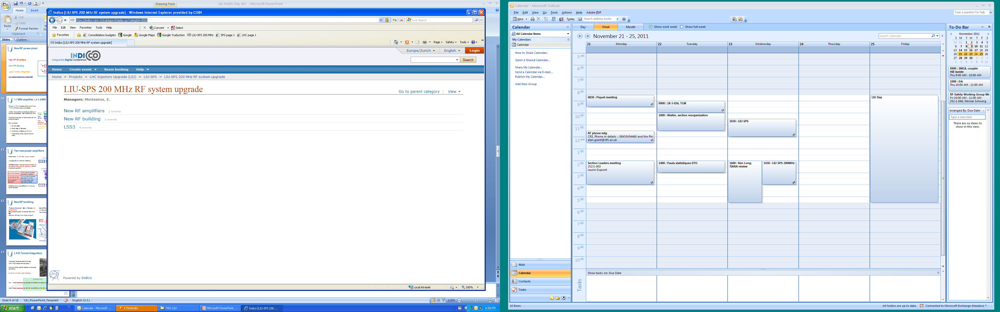 LIU Public Day v01 - Microsoft PowerPoint
Drawing Tools
Home
Insert
Paste
Cut
Copy
Format Painter
Clipboard
Slides
Outline
9
New RF power plant
New RF Amplifiers
New RF Building
LSS3 Tunnel Integration
10
1.7 MW amplifier, i.e 1.4 MW
11
Two new power amplifiers
12
New RF building
13
LSS3 Tunnel integration
Slide 9 of 18
"LIU_PowerPoint_Template"
English (U.S.)
123%
Indico [LIU-SPS 200 MHz RF system upgrade] - Windows Internet Explorer provided by CERN
https://indico.cern.ch/categoryDisplay.py?categId=3583
Live Search
File Edit View Favorites Tools Help
Convert
Select
Favorites
Consolidation budgets
Google
Google Maps
Google Traduction
LIU-SPS 200 MHz
SPS page 1
LHC page 1
Indico [LIU-SPS 200 MHz RF system upgrade]
Page
Safety
Tools
INDICO
Integrated Digital Conference
Europe/Zurich
English
Login
Search
Home
Create event
Room booking
Help
Home » Projects » LHC Injectors Upgrade (LIU) » LIU-SPS » LIU-SPS 200 MHz RF system upgrade
LIU-SPS 200 MHz RF system upgrade
Go to parent category | View
Managers: Montesinos, E.
New RF amplifiers 2 events
New RF building 3 events
LSS3 4 events
CERN
Powered by Indico
Local intranet
100%
start
Calendar - Microsoft ...
1 Reminder
TWC-LIU
Microsoft PowerPoint ...
Indico [LIU-SPS 200 ...
6:58 PM
Calendar - Microsoft Outlook
File Edit View Go Tools Actions Help Adobe PDF
Type a question for help
New
Today
Search address books
Calendar
All Calendar Items
My Calendars
Calendar
How to Share Calendars
Open a Shared Calendar...
Share My Calendar...
Send a Calendar via E-mail...
Publish My Calendar...
Add New Group
Mail
Calendar
Contacts
Tasks
Day
Week
Month
Show work week
Show full week
November 21 - 25, 2011
Search Calendar
21 Monday
22 Tuesday
23 Wednesday
24 Thursday
25 Friday
5 am
6 00
7 00
8 00
9 00
10 00
11 00
12 pm
1 00
2 00
3 00
4 00
5 00
6 00
7 00
8 00
9 00
10 00
0830 : Piquet meeting
RF phone mtg
CR3, Phone in details :- 08455454460 and the Pin
alan.grant@stfc.ac.uk
Section Leaders meeting
252/1-003
Laurie Dupont
0900 : 18-3-026, TLM
1000 : Walter, section reorganization
1400 : Paula statistiques DTO
1030 : LIU-SPS
1600 : Ken Long,
TIARA review
1430 : LIU-SPS-200MHz
LIU Day
Tasks
Show tasks on: Due Date
To-Do Bar
November 2011
S M T W T F S
30 31 1 2 3 4 5
6 7 8 9 10 11 12
13 14 15 16 17 18 19
20 21 22 23 24 25 26
27 28 29 30 1 2 3
4 5 6 7 8 9 10
0900 : SM18, coupler
HIE-Isolde
Thu 9:00 AM - 10:00 AM
1000 : Erk
Thu 10:00 AM - 11:00 AM
RF-Safety Working Group Me
Fri 10:00 AM - 11:00 AM
252-1-046; Nikolai Schwerg
Arranged By: Due Date
Type a new task
There are no items to
show in this view.
10 Items
All folders are up to date.
Connected to Microsoft Exchange (Headers)